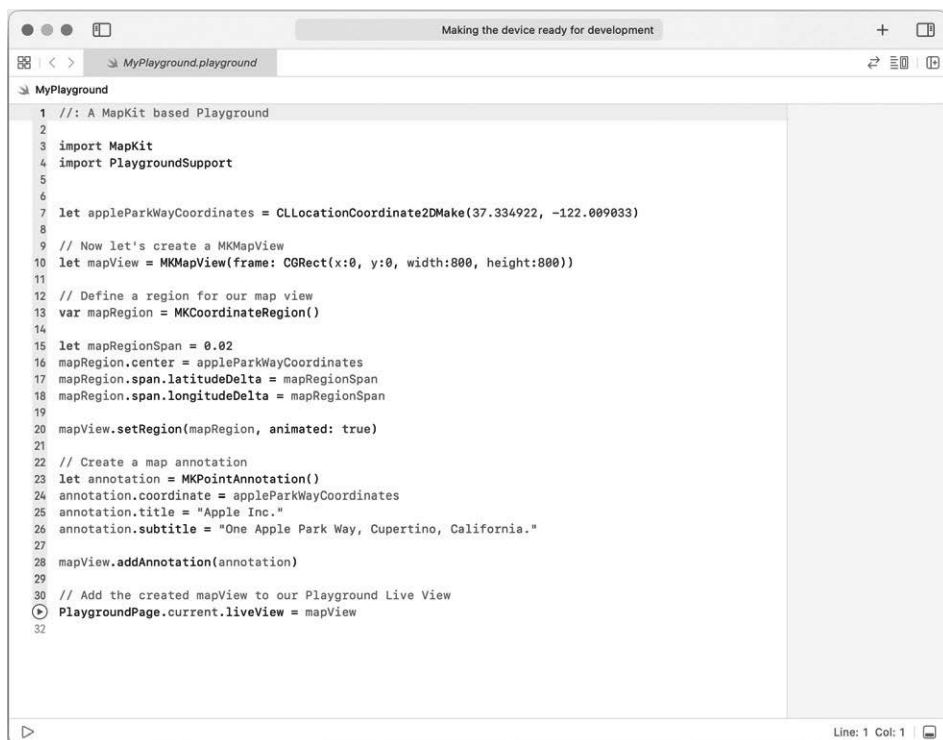 Making the device ready for development
MyPlayground.playground
MyPlayground
1 //: A MapKit based Playground
2
3 import MapKit
4 import PlaygroundSupport
5
6
7 let appleParkWayCoordinates = CLLocationCoordinate2DMake(37.334922, -122.009033)
8
9 // Now let's create a MKMapView
10 let mapView = MKMapView(frame: CGRect(x:0, y:0, width:800, height:800))
11
12 // Define a region for our map view
13 var mapRegion = MKCoordinateRegion()
14
15 let mapRegionSpan = 0.02
16 mapRegion.center = appleParkWayCoordinates
17 mapRegion.span.latitudeDelta = mapRegionSpan
18 mapRegion.span.longitudeDelta = mapRegionSpan
19
20 mapView.setRegion(mapRegion, animated: true)
21
22 // Create a map annotation
23 let annotation = MKPointAnnotation()
24 annotation.coordinate = appleParkWayCoordinates
25 annotation.title = "Apple Inc."
26 annotation.subtitle = "One Apple Park Way, Cupertino, California."
27
28 mapView.addAnnotation(annotation)
29
30 // Add the created mapView to our Playground Live View
PlaygroundPage.current.liveView = mapView
32
Line: 1 Col: 1